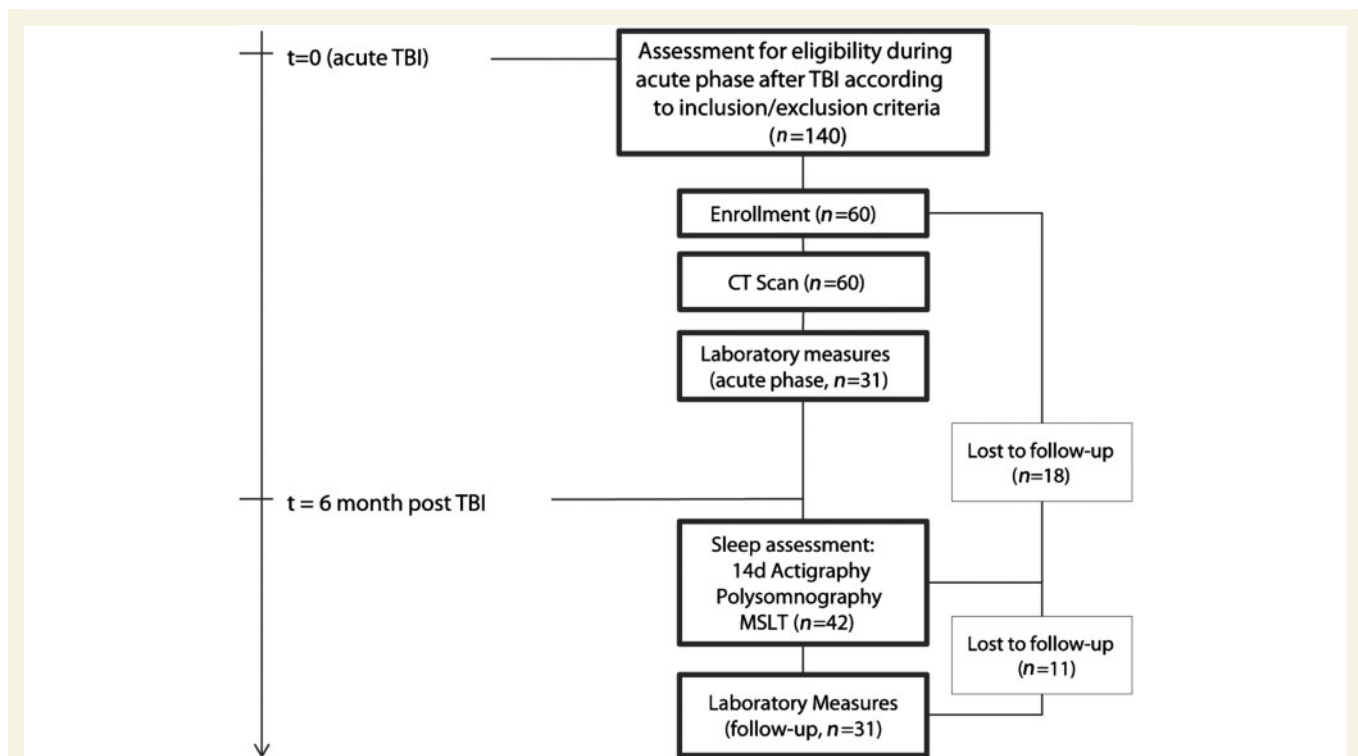 t=0 (acute TBI)
Assessment for eligibility during
acute phase after TBI according
to inclusion/exclusion criteria
(n=140)
Enrollment (n=60)
CT Scan (n=60)
Laboratory measures
(acute phase, n=31)
Lost to follow-up
(n=18)
t = 6 month post TBI
Sleep assessment:
14d Actigraphy
Polysomnography
MSLT (n=42)
Lost to follow-up
(n=11)
Laboratory Measures
(follow-up, n=31)